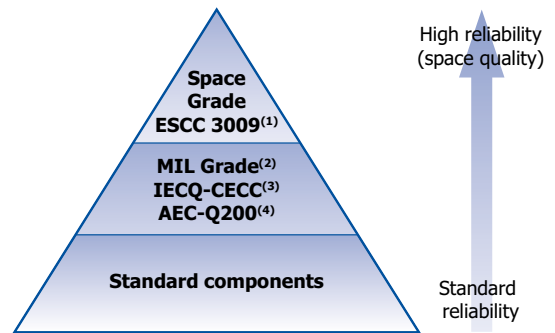 Space
Grade
ESCC 3009(1)
MIL Grade(2)
IECQ-CECC(3)
AEC-Q200(4)
Standard components
High reliability
(space quality)
Standard
reliability